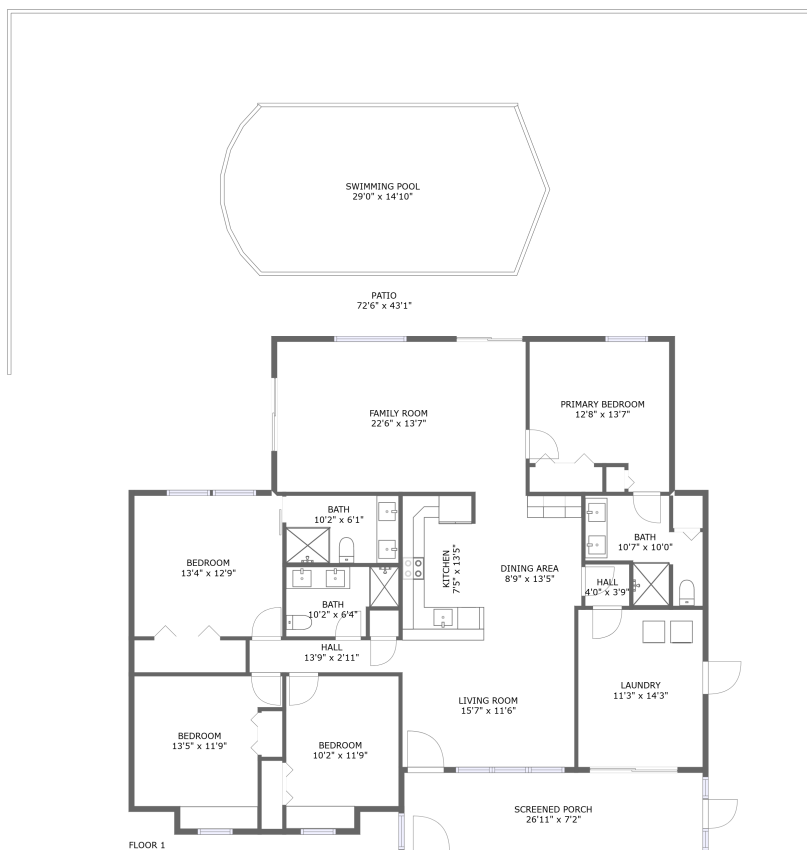 SWIMMING POOL
29'0" x 14'10"
PATIO
72'6" x 43'1"
FAMILY ROOM
22'6" x 13'7"
PRIMARY BEDROOM
12'8" x 13'7"
BATH
10'2" x 6'1"
BEDROOM
13'4" x 12'9"
KITCHEN
7'5" x 13'5"
DINING AREA
8'9" x 13'5"
BATH
10'7" x 10'0"
HALL
4'0" x 3'9"
BATH
10'2" x 6'4"
HALL
13'9" x 2'11"
LIVING ROOM
15'7" x 11'6"
LAUNDRY
11'3" x 14'3"
BEDROOM
13'5" x 11'9"
BEDROOM
10'2" x 11'9"
SCREENED PORCH
26'11" x 7'2"
FLOOR 1